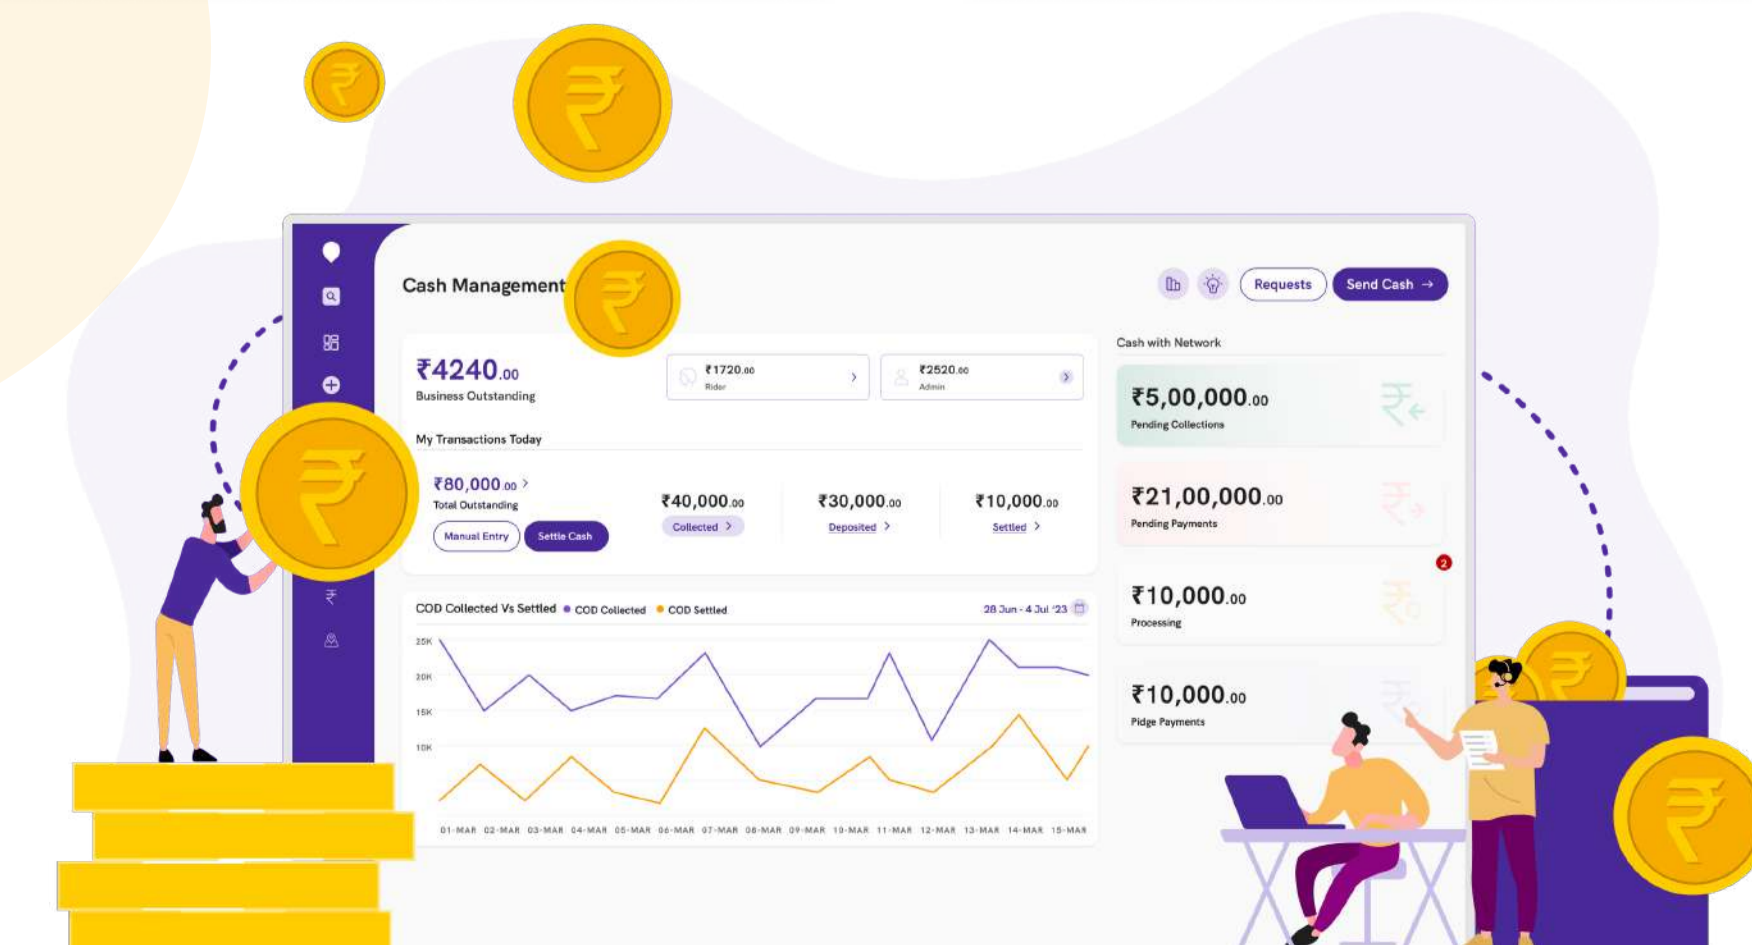 Cash Management
Requests
Send Cash →
₹4240.00
Business Outstanding
₹1720.00
Rider
₹2520.00
Admin
My Transactions Today
₹80,000.00 >
Total Outstanding
Manual Entry
Settle Cash
₹40,000.00
Collected >
₹30,000.00
Deposited >
₹10,000.00
Settled >
COD Collected Vs Settled
COD Collected
COD Settled
28 Jun - 4 Jul '23
25K
20K
15K
10K
01-MAR 02-MAR 03-MAR 04-MAR 05-MAR 06-MAR 07-MAR 08-MAR 09-MAR 10-MAR 11-MAR 12-MAR 13-MAR 14-MAR 15-MAR
Cash with Network
₹5,00,000.00
Pending Collections
₹21,00,000.00
Pending Payments
2
₹10,000.00
Processing
₹10,000.00
Pidge Payments